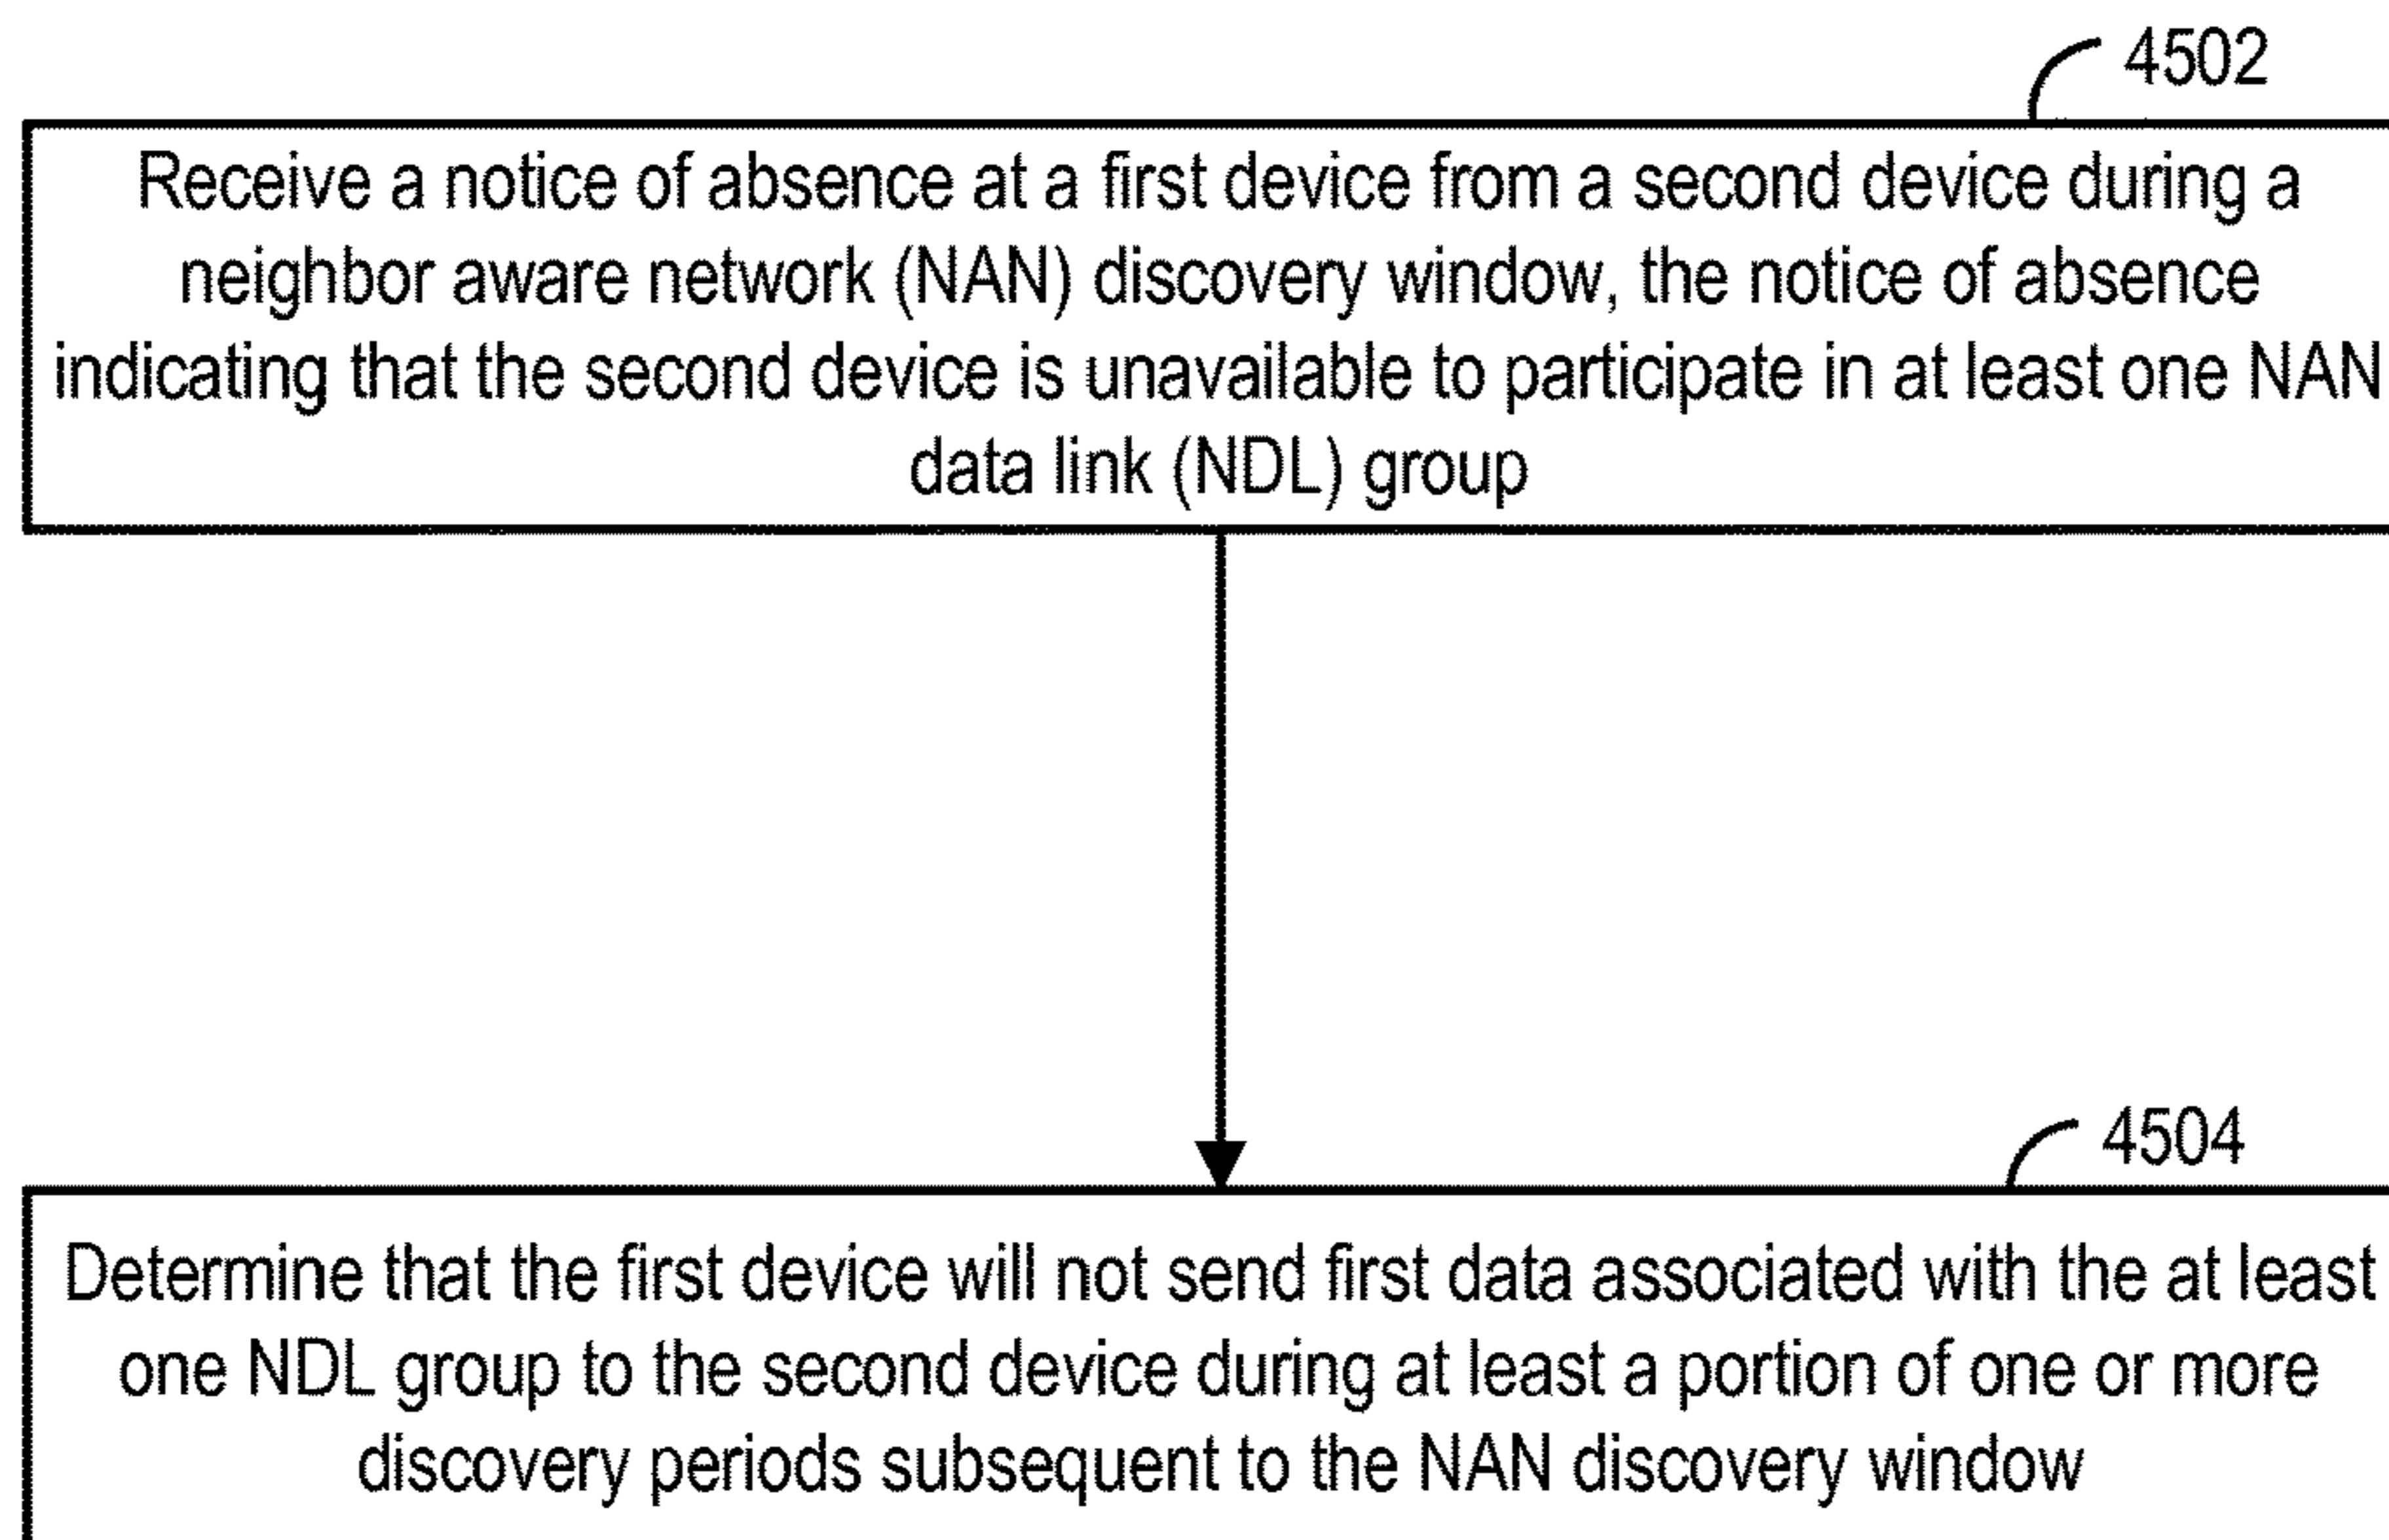 4502
Receive a notice of absence at a first device from a second device during a
neighbor aware network (NAN) discovery window, the notice of absence
indicating that the second device is unavailable to participate in at least one NAN
data link (NDL) group
4504
Determine that the first device will not send first data associated with the at least
one NDL group to the second device during at least a portion of one or more
discovery periods subsequent to the NAN discovery window